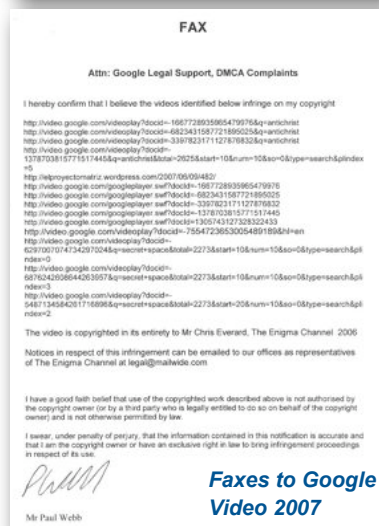 FAX
Attn: Google Legal Support, DMCA Complaints
I hereby confirm that I believe the videos identified below infringe on my copyright
http://video.google.com/videoplay?docid=-1667728935965479976&q=antichrist
http://video.google.com/videoplay?docid=-6823431587721895025&q=antichrist
http://video.google.com/videoplay?docid=-3397823171127876832&q=antichrist
http://video.google.com/videoplay?docid=-
1378703815771517445&q=antichrist&total=2625&start=10&num=10&so=0&type=search&plindex
=5
http://elproyectomatriz.wordpress.com/2007/06/09/482/
http://video.google.com/googleplayer.swf?docId=-1667728935965479976
http://video.google.com/googleplayer.swf?docId=-6823431587721895025
http://video.google.com/googleplayer.swf?docId=-3397823171127876832
http://video.google.com/googleplayer.swf?docId=-1378703815771517445
http://video.google.com/googleplayer.swf?docId=1305743127328322433
http://video.google.com/videoplay?docid=-7554723653005489189&hl=en
http://video.google.com/videoplay?docid=-
6297007074734297024&q=secret+space&total=2273&start=10&num=10&so=0&type=search&pli
ndex=0
http://video.google.com/videoplay?docid=-
6876242608644263957&q=secret+space&total=2273&start=10&num=10&so=0&type=search&pli
ndex=3
http://video.google.com/videoplay?docid=-
5487134584261716896&q=secret+space&total=2273&start=20&num=10&so=0&type=search&pli
ndex=2
The video is copyrighted in its entirety to Mr Chris Everard, The Enigma Channel 2006
Notices in respect of this infringement can be emailed to our offices as representatives
of The Enigma Channel at legal@mailwide.com
I have a good faith belief that use of the copyrighted work described above is not authorised by
the copyright owner (or by a third party who is legally entitled to do so on behalf of the copyright
owner) and is not otherwise permitted by law.
I swear, under penalty of perjury, that the information contained in this notification is accurate and
that I am the copyright owner or have an exclusive right in law to bring infringement proceedings
in respect of its use.
Faxes to Google
Video 2007
Mr Paul Webb